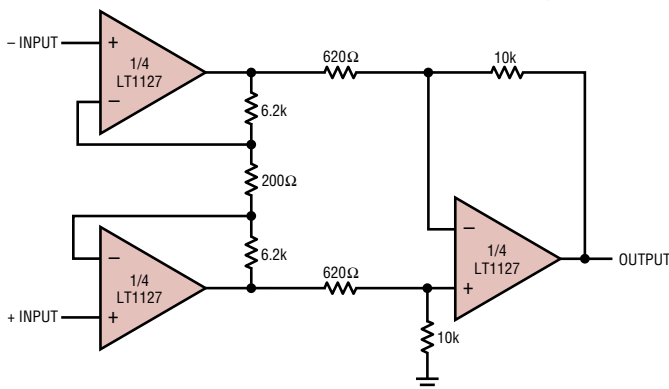 – INPUT
+
1/4
LT1127
–
620Ω
10k
6.2k
200Ω
–
1/4
LT1127
+
+ INPUT
6.2k
620Ω
–
1/4
LT1127
+
OUTPUT
10k